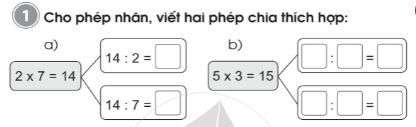 1 Cho phép nhân, viết hai phép chia thích hợp:
a)
2 x 7 = 14
14 : 2 = □
14 : 7 = □
b)
5 x 3 = 15
□ : □ = □
□ : □ = □